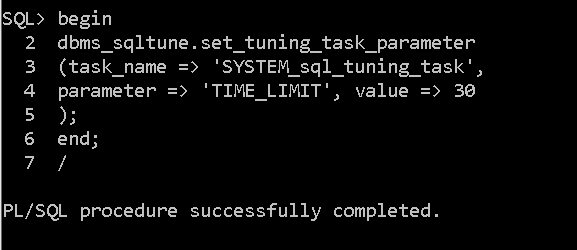 SQL> begin
  2  dbms_sqltune.set_tuning_task_parameter
  3  (task_name => 'SYSTEM_sql_tuning_task',
  4  parameter => 'TIME_LIMIT', value => 30
  5  );
  6  end;
  7  /
PL/SQL procedure successfully completed.